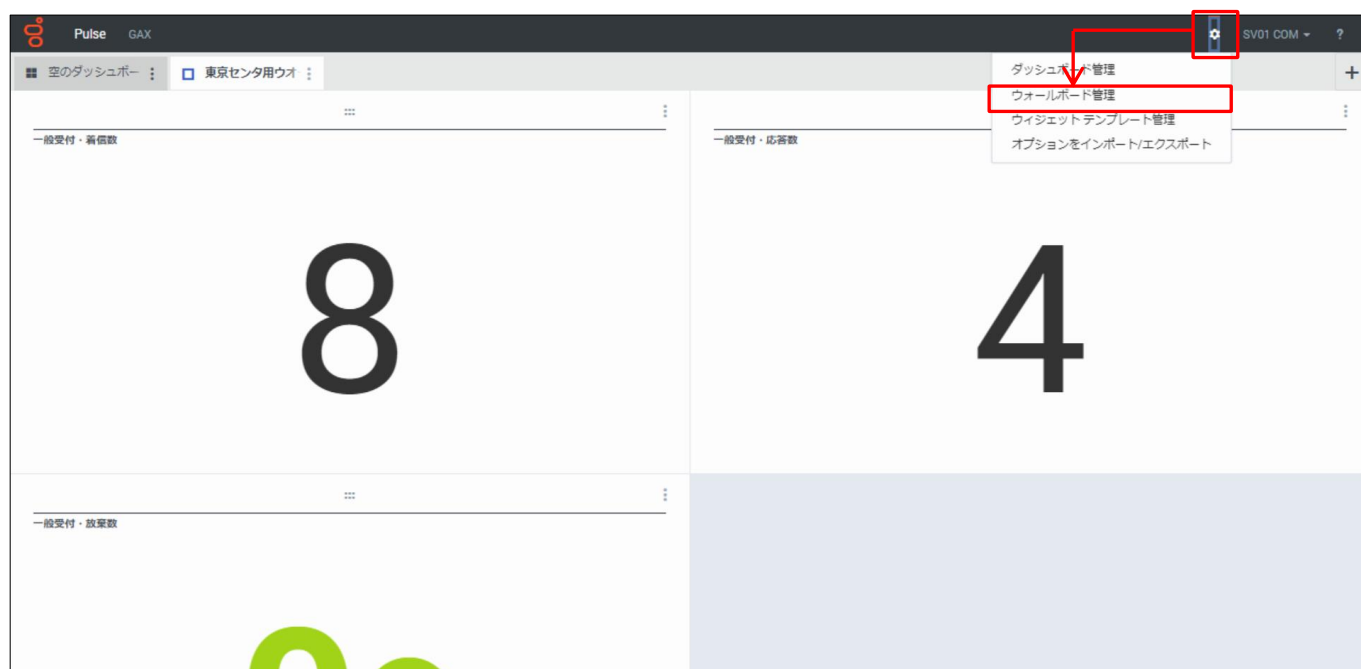 Pulse GAX SV01 COM ?
空のダッシュボー 東京センタ用ウオ +
ダッシュボード管理
ウォールボード管理
ウィジェット テンプレート管理
オプションをインポート/エクスポート
一般受付・着信数
一般受付・応答数
8
4
一般受付・放棄数